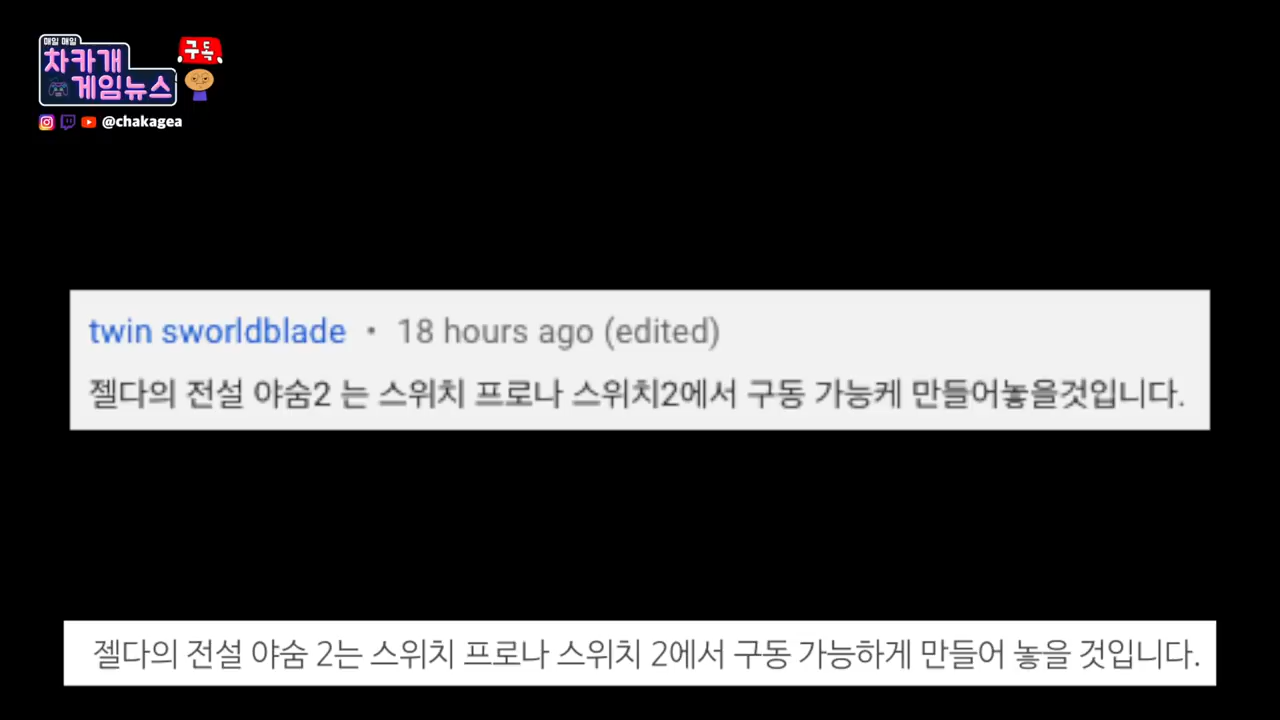 매일 매일
차카개
게임뉴스
구독
@chakagea
twin sworldblade • 18 hours ago (edited)
젤다의 전설 야숨2 는 스위치 프로나 스위치2에서 구동 가능케 만들어놓을것입니다.
젤다의 전설 야숨 2는 스위치 프로나 스위치 2에서 구동 가능하게 만들어 놓을 것입니다.